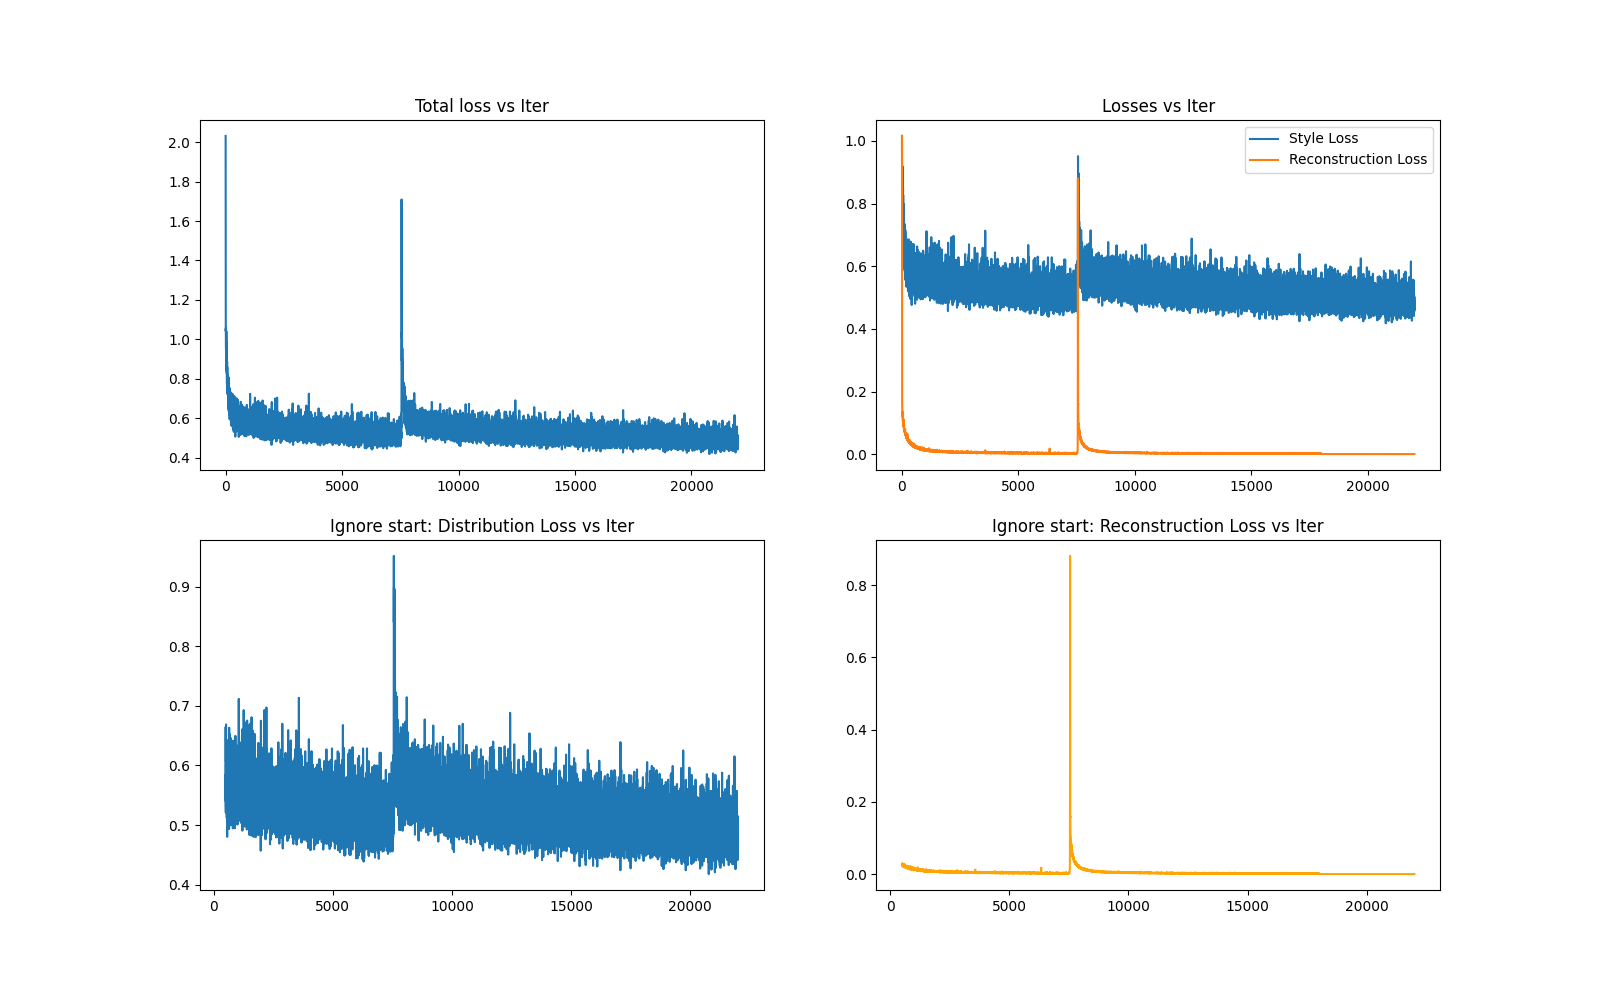 Total loss vs Iter
2.0
1.8
1.6
1.4
1.2
1.0
0.8
0.6
0.4
0 5000 10000 15000 20000
Losses vs Iter
Style Loss
Reconstruction Loss
1.0
0.8
0.6
0.4
0.2
0.0
0 5000 10000 15000 20000
Ignore start: Distribution Loss vs Iter
0.9
0.8
0.7
0.6
0.5
0.4
0 5000 10000 15000 20000
Ignore start: Reconstruction Loss vs Iter
0.8
0.6
0.4
0.2
0.0
0 5000 10000 15000 20000